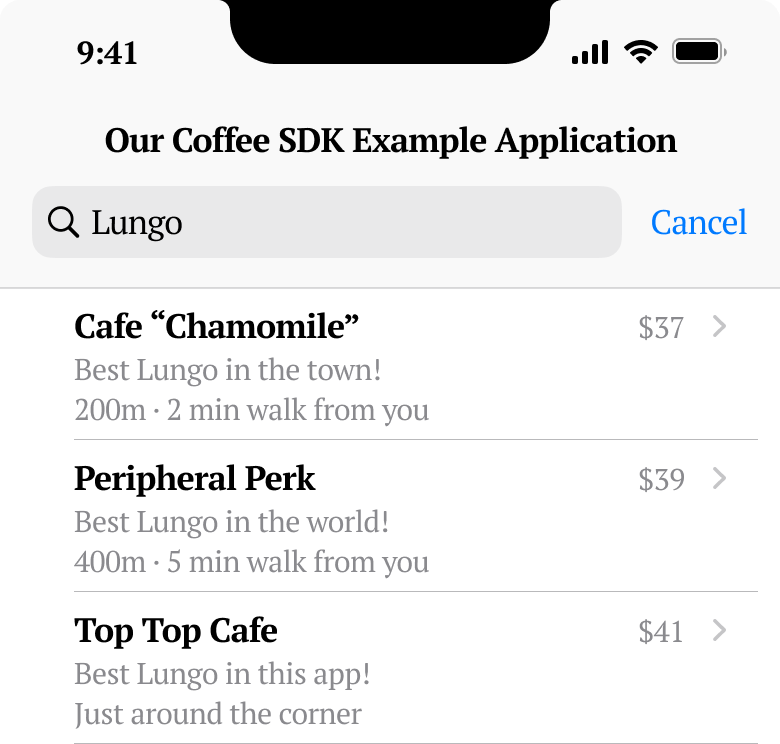 9:41
Our Coffee SDK Example Application
Lungo Cancel
Cafe “Chamomile” $37
Best Lungo in the town!
200m · 2 min walk from you
Peripheral Perk $39
Best Lungo in the world!
400m · 5 min walk from you
Top Top Cafe $41
Best Lungo in this app!
Just around the corner